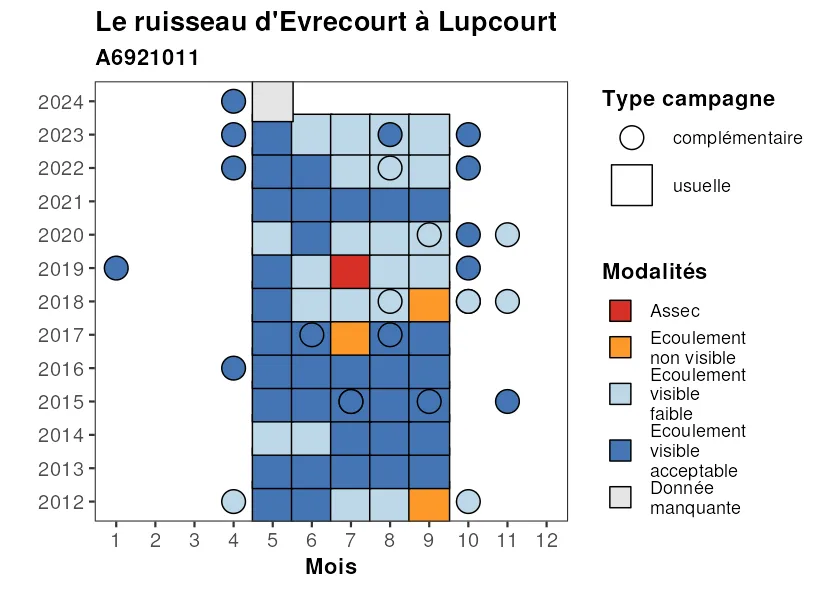 Le ruisseau d'Evrecourt à Lupcourt
A6921011
2024
2023
2022
2021
2020
2019
2018
2017
2016
2015
2014
2013
2012
1 2 3 4 5 6 7 8 9 10 11 12
Mois
Type campagne
complémentaire
usuelle
Modalités
Assec
Ecoulement
non visible
Ecoulement
visible
faible
Ecoulement
visible
acceptable
Donnée
manquante